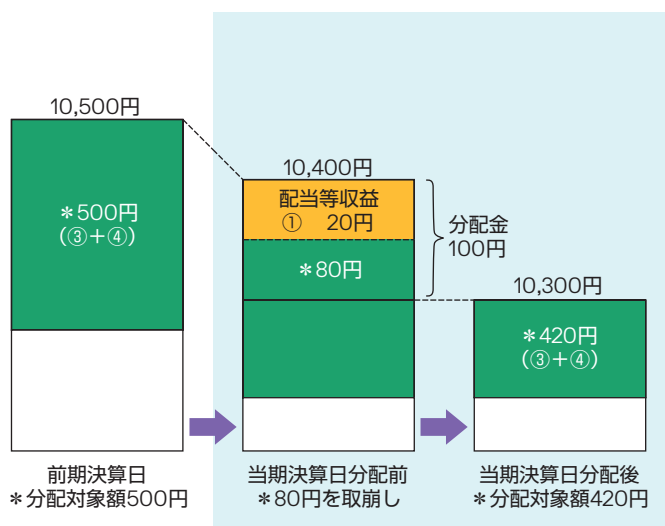 10,500円
＊500円
(③＋④)
10,400円
配当等収益
①　20円
＊80円
分配金
100円
10,300円
＊420円
(③＋④)
前期決算日
＊分配対象額500円
当期決算日分配前
＊80円を取崩し
当期決算日分配後
＊分配対象額420円